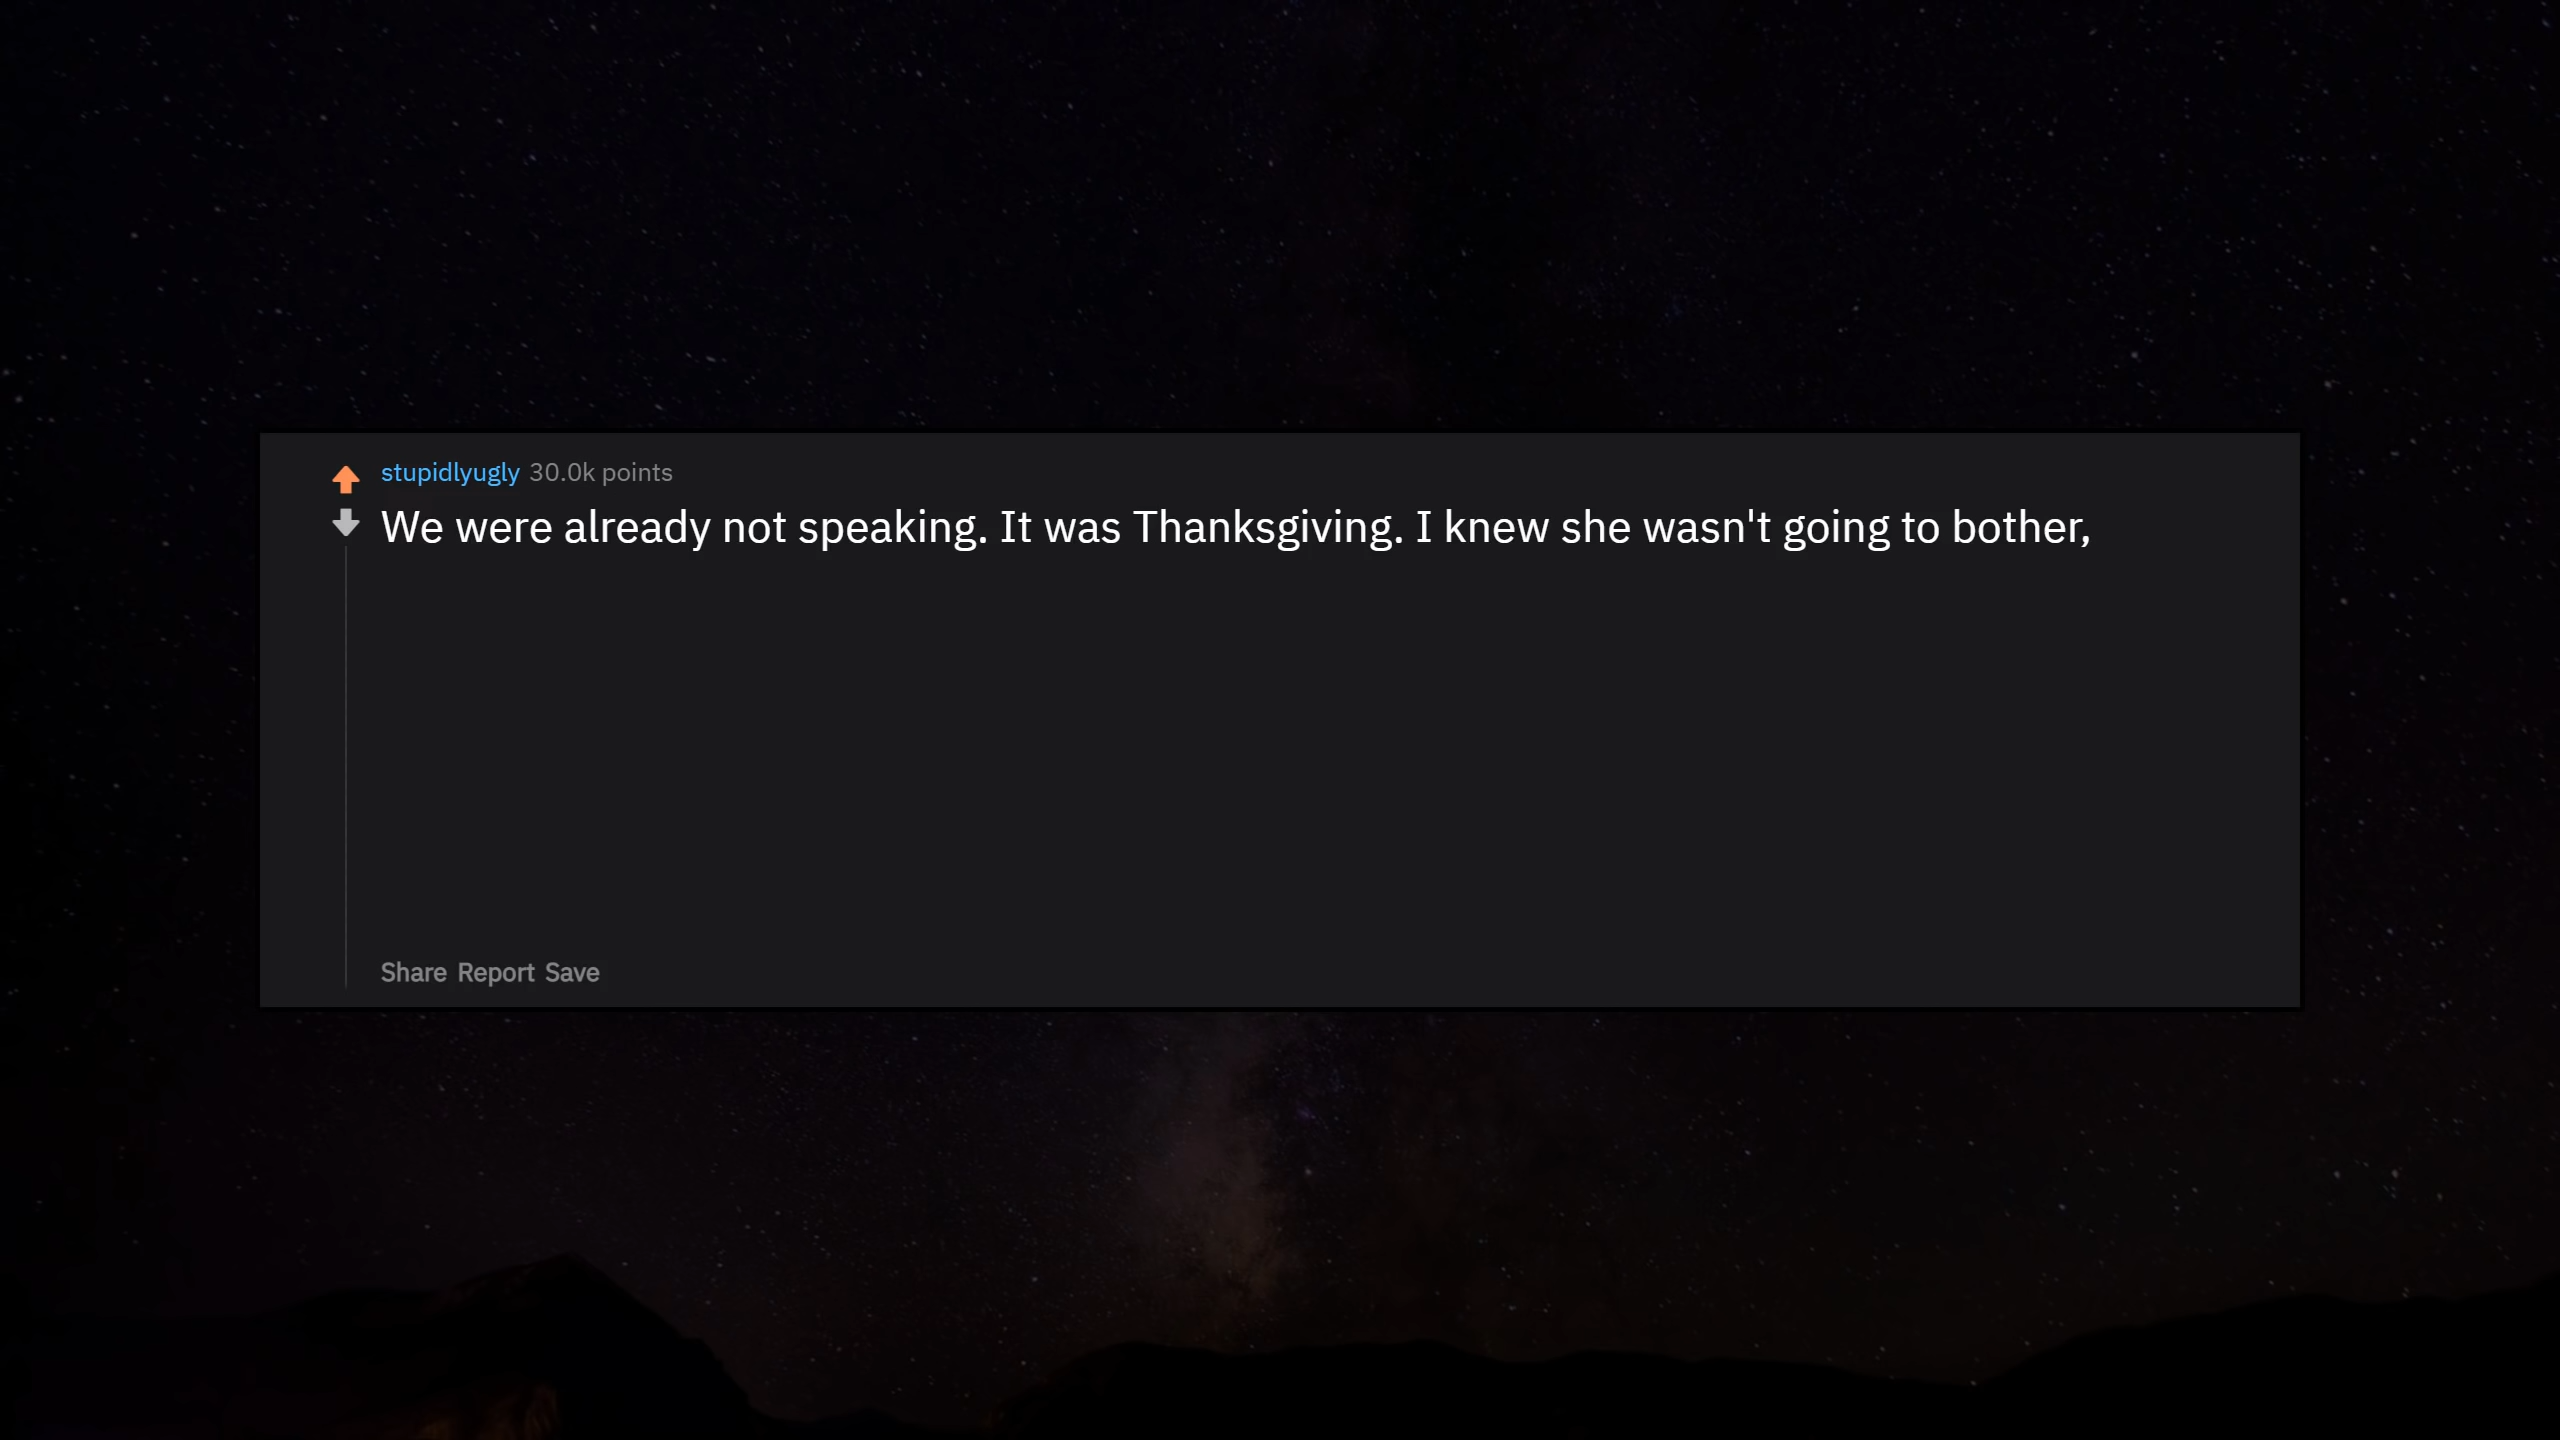 stupidlyugly 30.0k points
We were already not speaking. It was Thanksgiving. I knew she wasn't going to bother,
Share Report Save